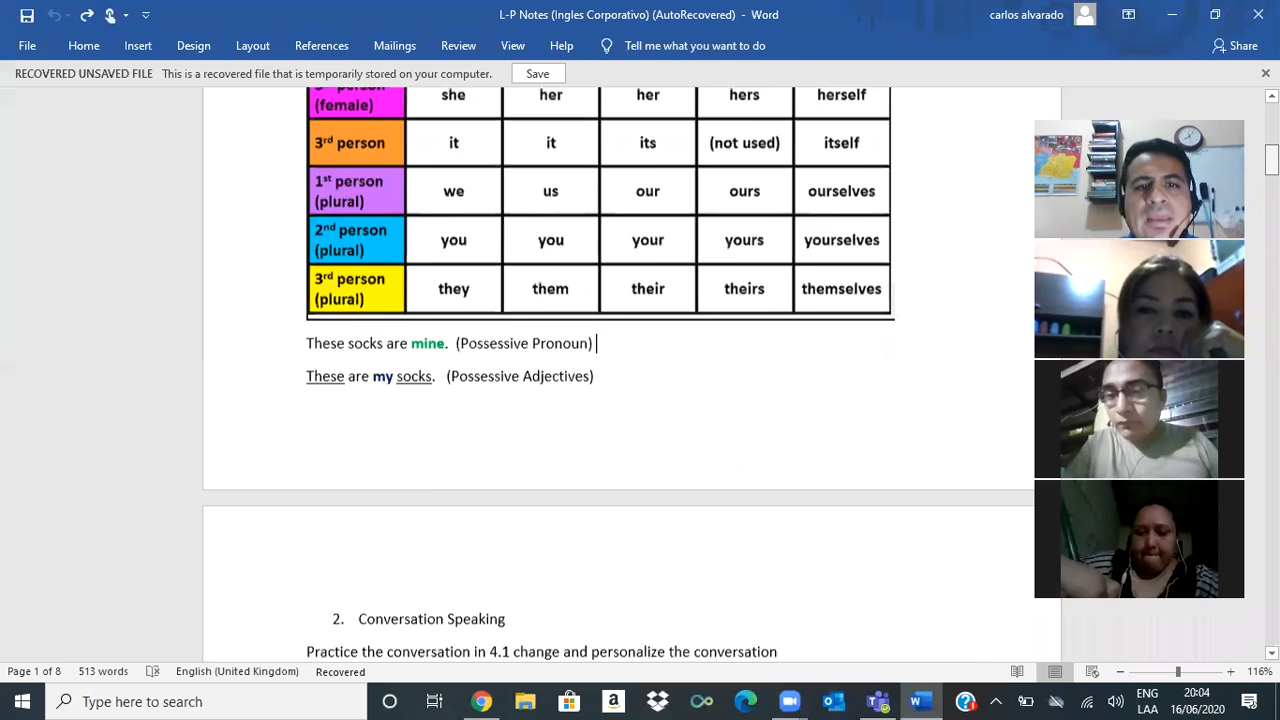 L-P Notes (Ingles Corporativo) (AutoRecovered) - Word
carlos alvarado
File Home Insert Design Layout References Mailings Review View Help Tell me what you want to do Share
RECOVERED UNSAVED FILE This is a recovered file that is temporarily stored on your computer. Save
(female) she her her hers herself
3rd person it it its (not used) itself
1st person (plural) we us our ours ourselves
2nd person (plural) you you your yours yourselves
3rd person (plural) they them their theirs themselves
These socks are mine. (Possessive Pronoun)
These are my socks. (Possessive Adjectives)
2. Conversation Speaking
Practice the conversation in 4.1 change and personalize the conversation
Page 1 of 8 513 words English (United Kingdom) Recovered 116%
Type here to search
ENG 20:04
LAA 16/06/2020